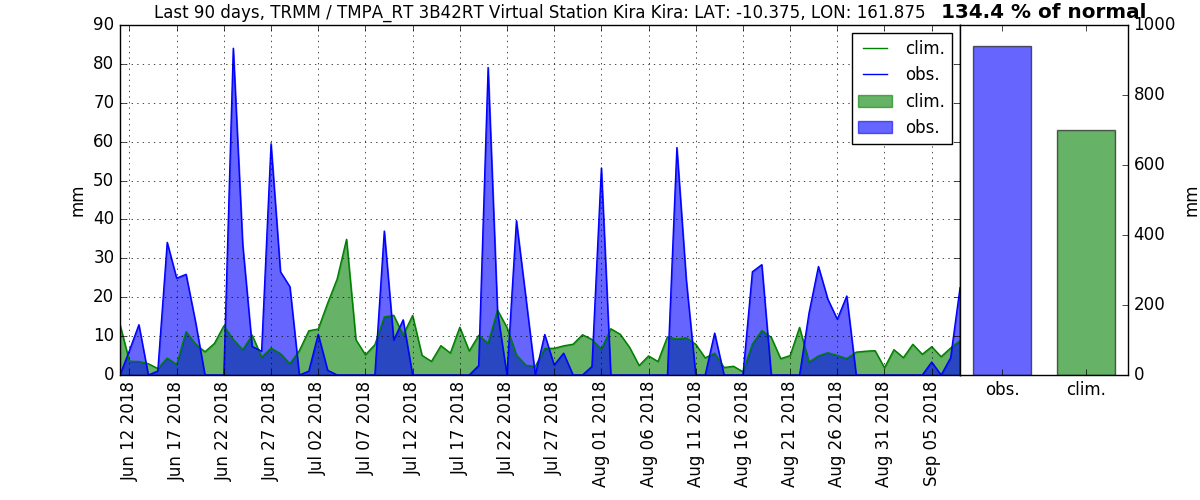 Last 90 days, TRMM / TMPA_RT 3B42RT Virtual Station Kira Kira: LAT: -10.375, LON: 161.875 134.4 % of normal
90
80
70
60
50
40
30
20
10
0
mm
clim.
obs.
clim.
obs.
Jun 12 2018
Jun 17 2018
Jun 22 2018
Jun 27 2018
Jul 02 2018
Jul 07 2018
Jul 12 2018
Jul 17 2018
Jul 22 2018
Jul 27 2018
Aug 01 2018
Aug 06 2018
Aug 11 2018
Aug 16 2018
Aug 21 2018
Aug 26 2018
Aug 31 2018
Sep 05 2018
1000
800
600
400
200
0
mm
obs.
clim.